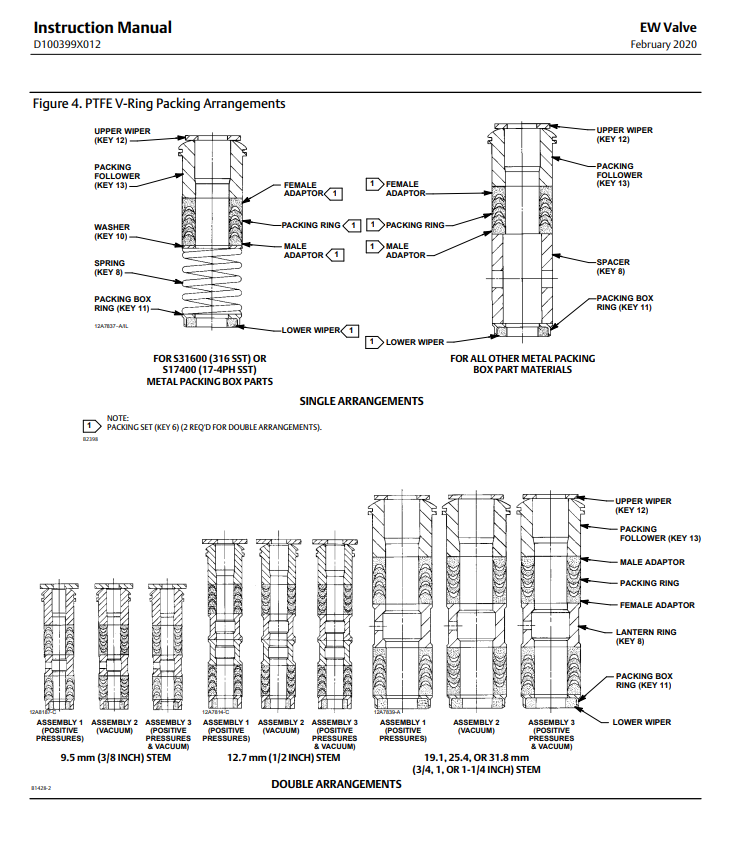 Instruction Manual
D100399X012
EW Valve
February 2020
Figure 4. PTFE V-Ring Packing Arrangements
UPPER WIPER
(KEY 12)
PACKING
FOLLOWER
(KEY 13)
WASHER
(KEY 10)
SPRING
(KEY 8)
PACKING BOX
RING (KEY 11)
12A7837-A/IL
FEMALE
ADAPTOR 1
PACKING RING 1
MALE
ADAPTOR 1
LOWER WIPER 1
FOR S31600 (316 SST) OR
S17400 (17-4PH SST)
METAL PACKING BOX PARTS
1 FEMALE
ADAPTOR
1 PACKING RING
1 MALE
ADAPTOR
1 LOWER WIPER
UPPER WIPER
(KEY 12)
PACKING
FOLLOWER
(KEY 13)
SPACER
(KEY 8)
PACKING BOX
RING (KEY 11)
FOR ALL OTHER METAL PACKING
BOX PART MATERIALS
SINGLE ARRANGEMENTS
1 NOTE:
PACKING SET (KEY 6) (2 REQ'D FOR DOUBLE ARRANGEMENTS).
B2398
UPPER WIPER
(KEY 12)
PACKING
FOLLOWER (KEY 13)
MALE ADAPTOR
PACKING RING
FEMALE ADAPTOR
LANTERN RING
(KEY 8)
PACKING BOX
RING (KEY 11)
LOWER WIPER
12A8187-C
ASSEMBLY 1
(POSITIVE
PRESSURES)
ASSEMBLY 2
(VACUUM)
ASSEMBLY 3
(POSITIVE
PRESSURES
& VACUUM)
9.5 mm (3/8 INCH) STEM
12A7814-C
ASSEMBLY 1
(POSITIVE
PRESSURES)
ASSEMBLY 2
(VACUUM)
ASSEMBLY 3
(POSITIVE
PRESSURES
& VACUUM)
12.7 mm (1/2 INCH) STEM
12A7839-A
ASSEMBLY 1
(POSITIVE
PRESSURES)
ASSEMBLY 2
(VACUUM)
ASSEMBLY 3
(POSITIVE
PRESSURES
& VACUUM)
19.1, 25.4, OR 31.8 mm
(3/4, 1, OR 1-1/4 INCH) STEM
DOUBLE ARRANGEMENTS
B1428-2